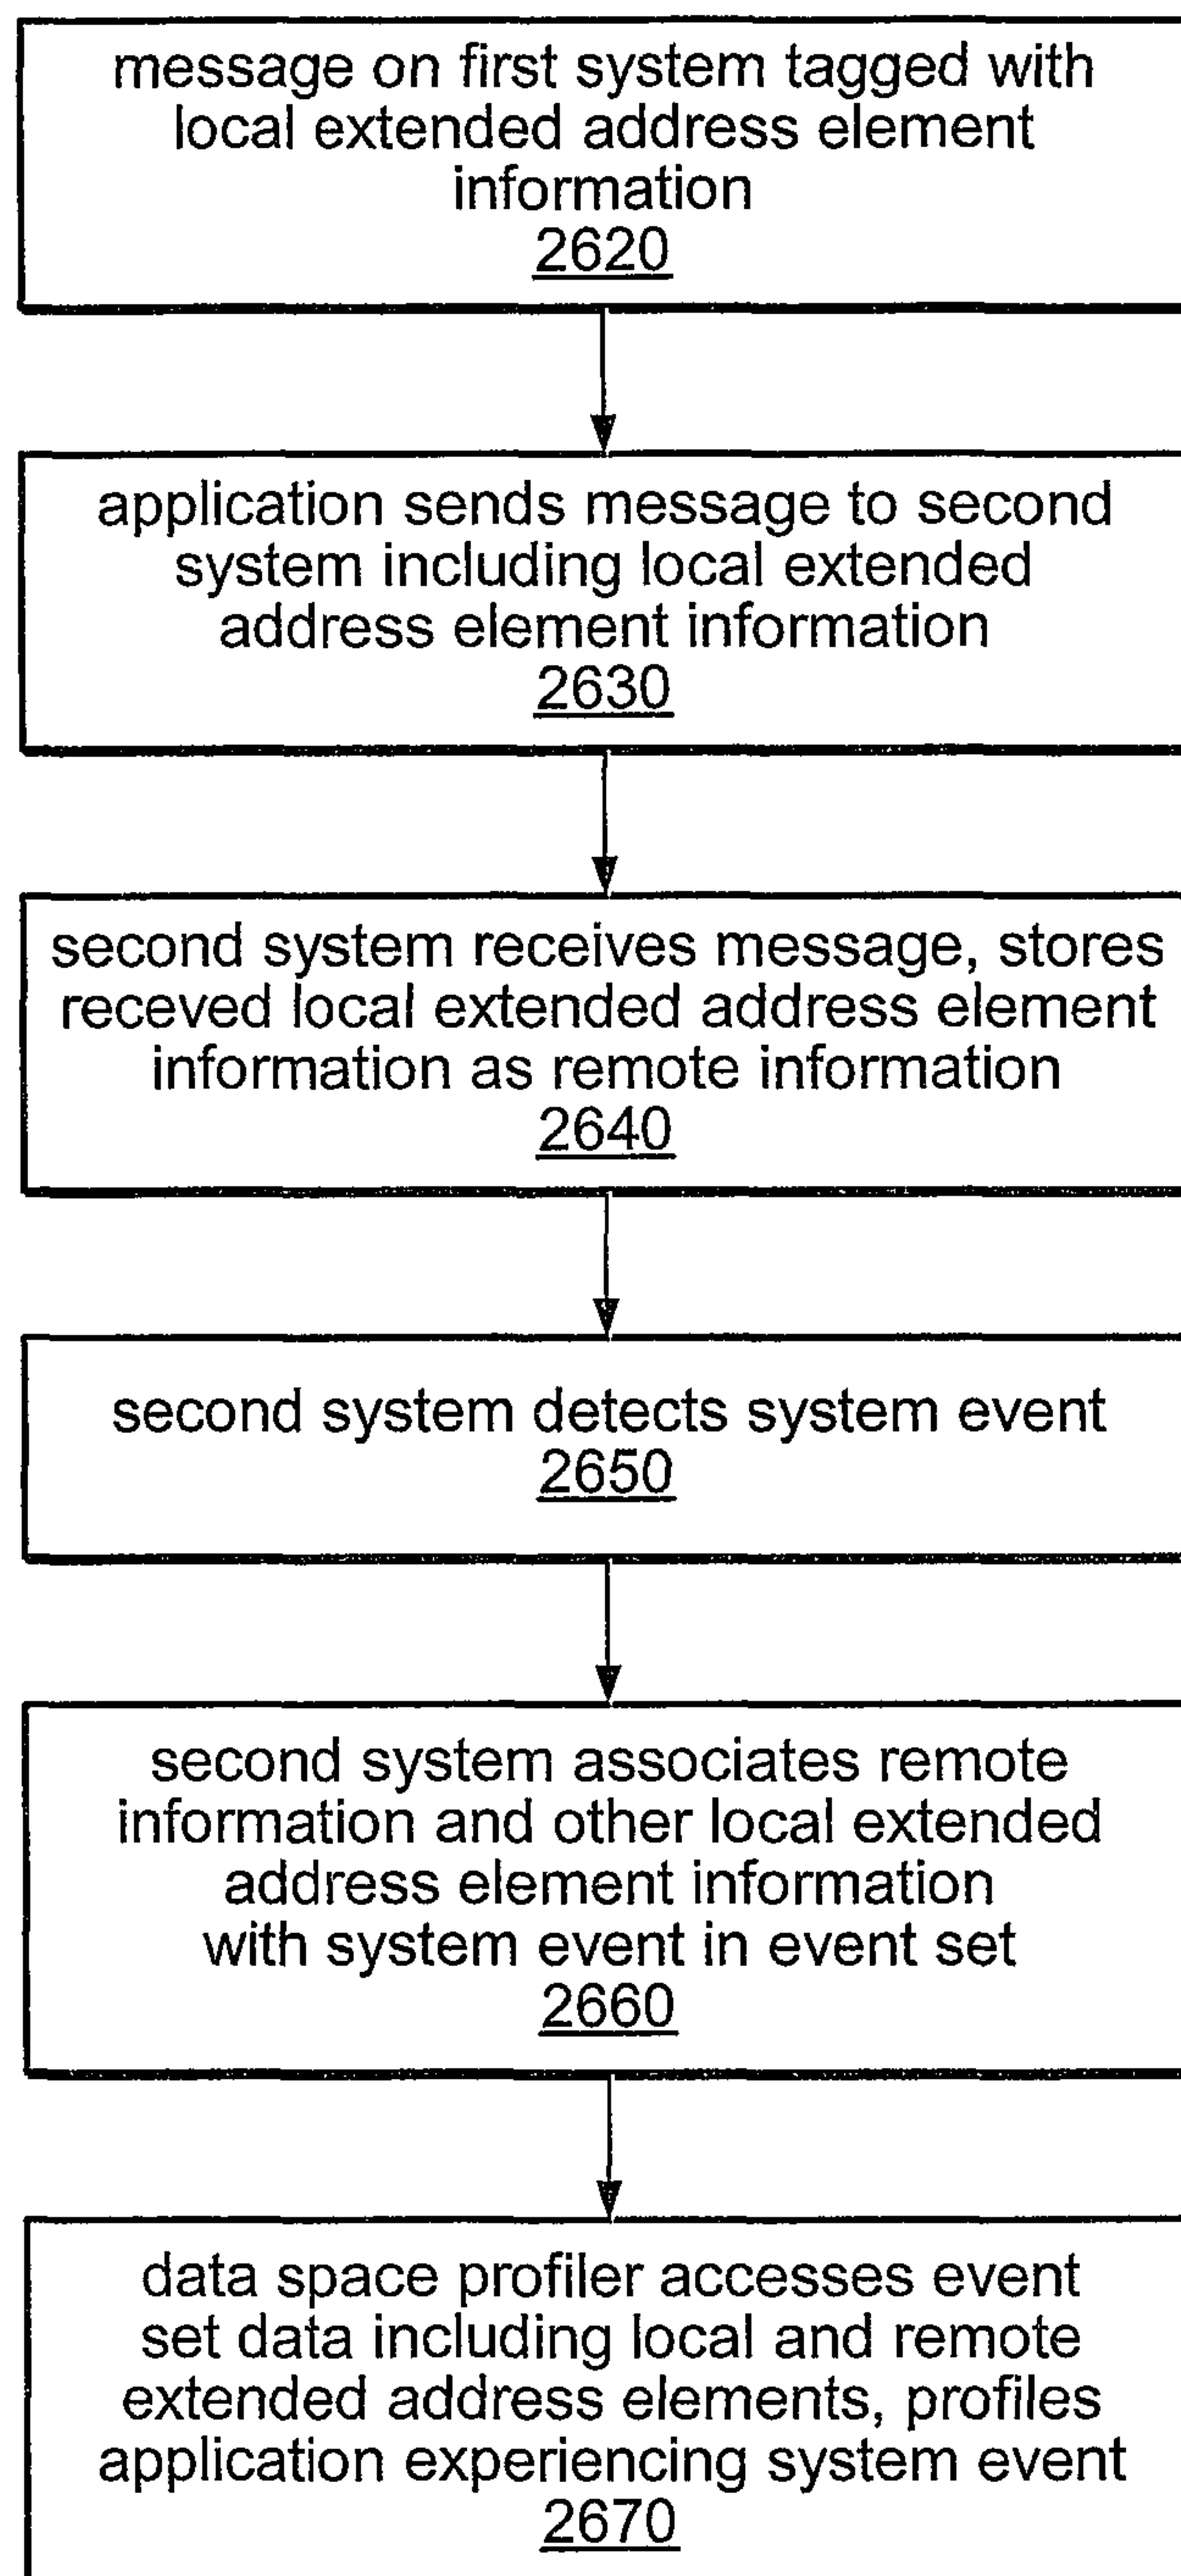 message on first system tagged with
local extended address element
information
2620
application sends message to second
system including local extended
address element information
2630
second system receives message, stores
receved local extended address element
information as remote information
2640
second system detects system event
2650
second system associates remote
information and other local extended
address element information
with system event in event set
2660
data space profiler accesses event
set data including local and remote
extended address elements, profiles
application experiencing system event
2670